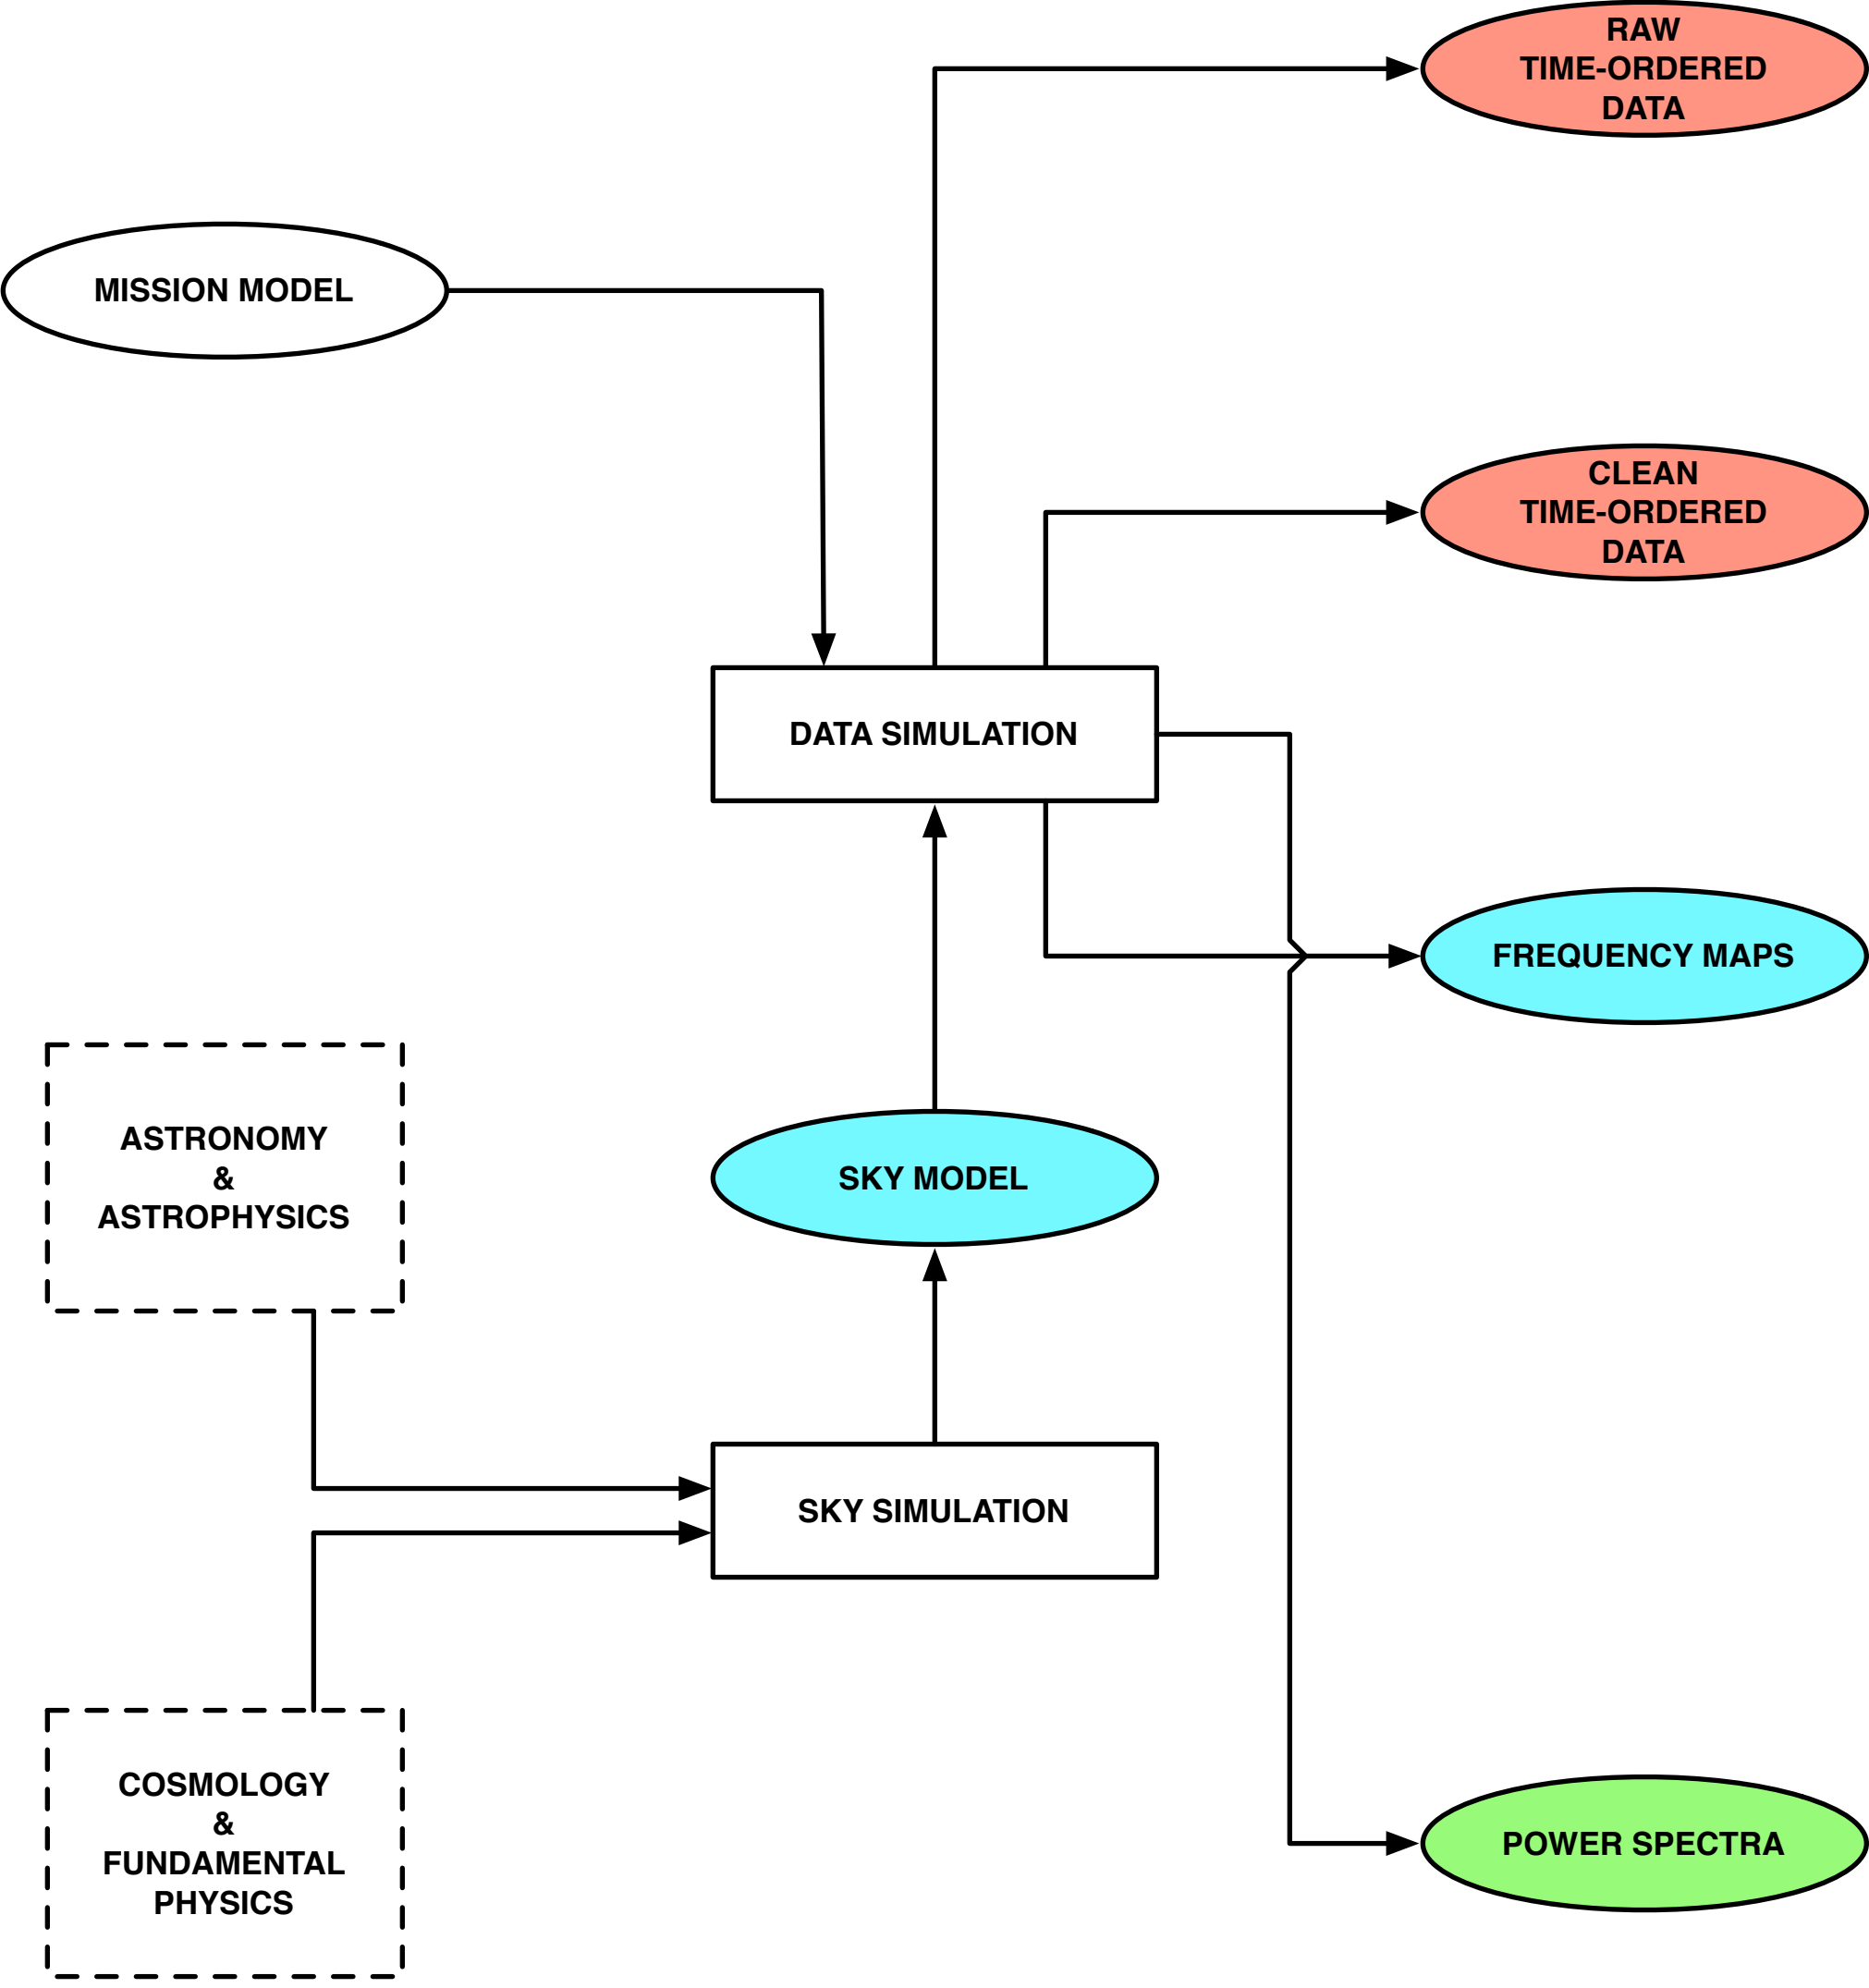 RAW
TIME-ORDERED
DATA
MISSION MODEL
CLEAN
TIME-ORDERED
DATA
DATA SIMULATION
FREQUENCY MAPS
ASTRONOMY
&
ASTROPHYSICS
SKY MODEL
SKY SIMULATION
COSMOLOGY
&
FUNDAMENTAL
PHYSICS
POWER SPECTRA